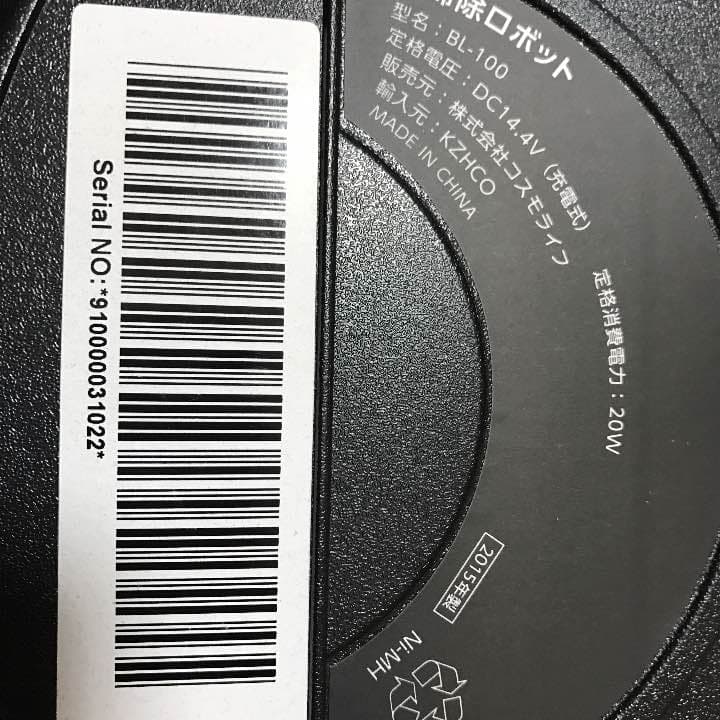 掃除ロボット
型名：BL-100
定格電圧：DC14.4V（充電式）
定格消費電力：20W
販売元：株式会社コスモライフ
輸入元：KZHCO
MADE IN CHINA
2015年製
Ni-MH
Serial NO:*910000031022*